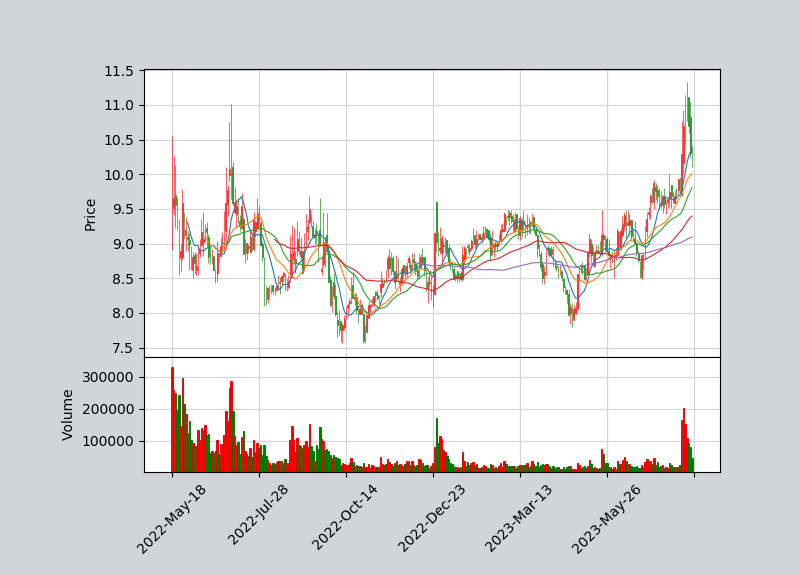 11.5
11.0
10.5
10.0
9.5
9.0
8.5
8.0
7.5
Price
300000
200000
100000
Volume
2022-May-18
2022-Jul-28
2022-Oct-14
2022-Dec-23
2023-Mar-13
2023-May-26